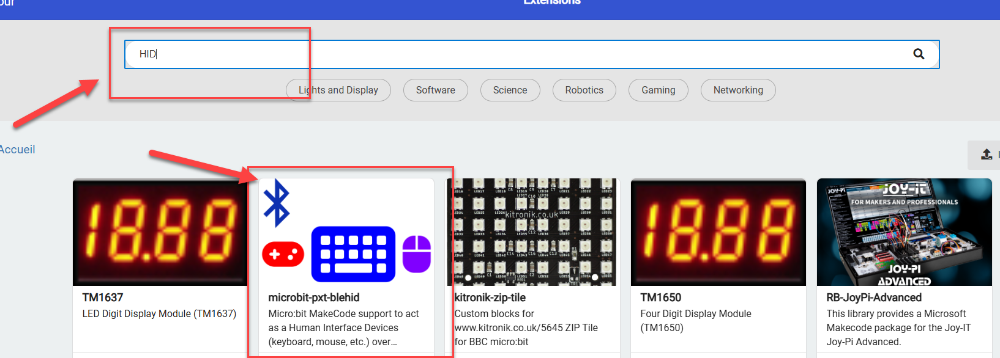 our
Extensions
HID
Lights and Display
Software
Science
Robotics
Gaming
Networking
Accueil
kitronik.co.uk
JOY-PI
JOY-IT
FOR MAKERS AND PROFESSIONALS
JOY-PI
ADVANCED
18.88
18.88
TM1637
LED Digit Display Module (TM1637)
microbit-pxt-blehid
Micro:bit MakeCode support to act
as a Human Interface Devices
(keyboard, mouse, etc.) over...
kitronik-zip-tile
Custom blocks for
www.kitronik.co.uk/5645 ZIP Tile
for BBC micro:bit
TM1650
Four Digit Display Module
(TM1650)
RB-JoyPi-Advanced
This library provides a Microsoft
Makecode package for the Joy-IT
Joy-Pi Advanced.